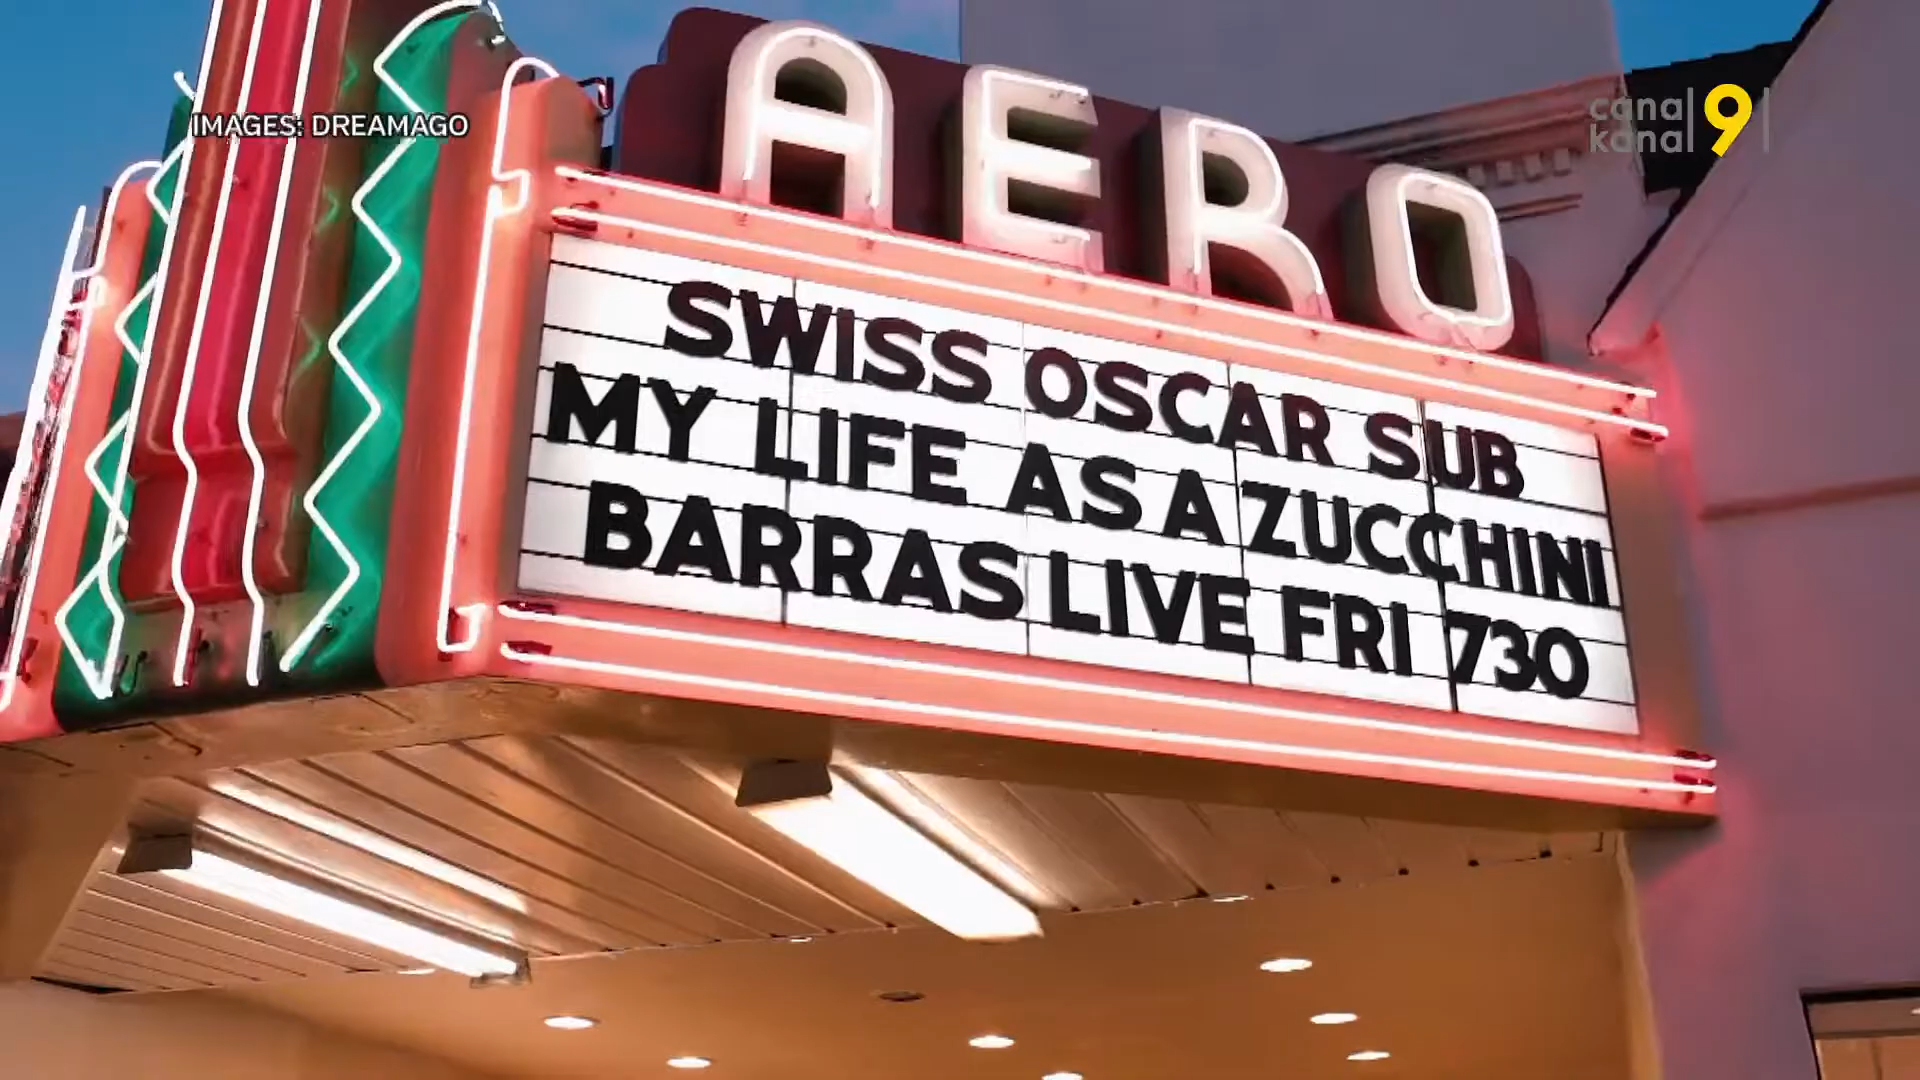 IMAGES: DREAMAGO
canal 9
kanal
AERO
SWISS OSCAR SUB
MY LIFE AS A ZUCCHINI
BARRAS LIVE FRI 730